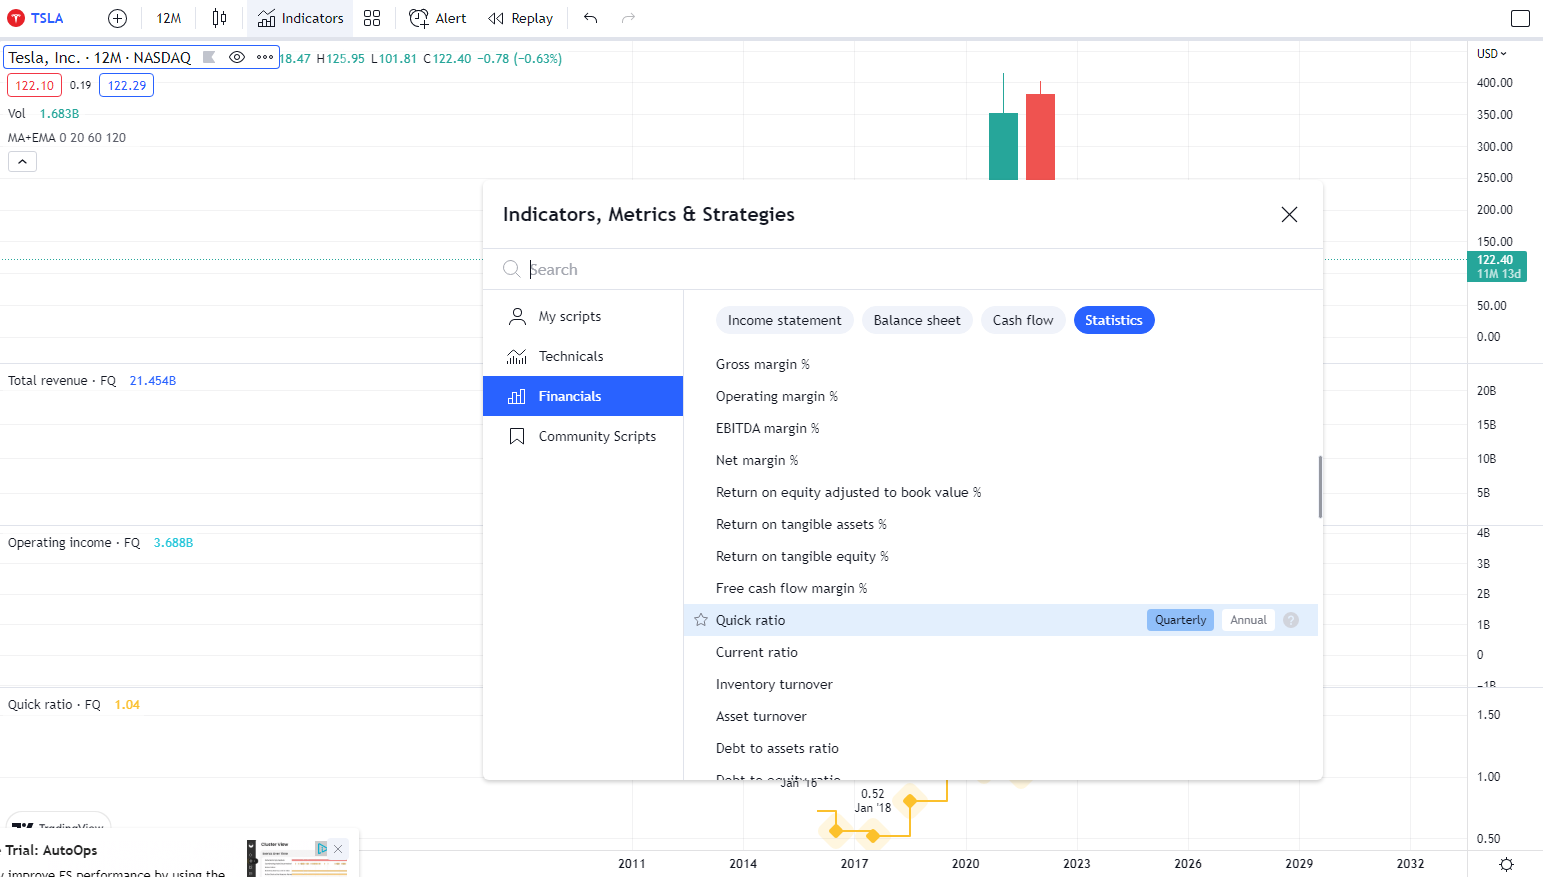 TSLA
12M
Indicators
Alert
Replay
Tesla, Inc. · 12M · NASDAQ
18.47 H125.95 L101.81 C122.40 −0.78 (−0.63%)
USD
122.10 0.19 122.29
Vol 1.683B
MA+EMA 0 20 60 120
400.00
350.00
300.00
250.00
200.00
150.00
122.40
11M 13d
50.00
0.00
Indicators, Metrics & Strategies
Search
My scripts
Technicals
Financials
Community Scripts
Income statement
Balance sheet
Cash flow
Statistics
Gross margin %
Operating margin %
EBITDA margin %
Net margin %
Return on equity adjusted to book value %
Return on tangible assets %
Return on tangible equity %
Free cash flow margin %
Quick ratio
Quarterly
Annual
?
Current ratio
Inventory turnover
Asset turnover
Debt to assets ratio
Debt to equity ratio
Total revenue · FQ 21.454B
20B
15B
10B
5B
Operating income · FQ 3.688B
4B
3B
2B
1B
0
−1B
Quick ratio · FQ 1.04
1.50
1.00
0.50
Jan '16
0.52
Jan '18
TradingView
Trial: AutoOps
y improve ES performance by using the
Cluster View
2011
2014
2017
2020
2023
2026
2029
2032